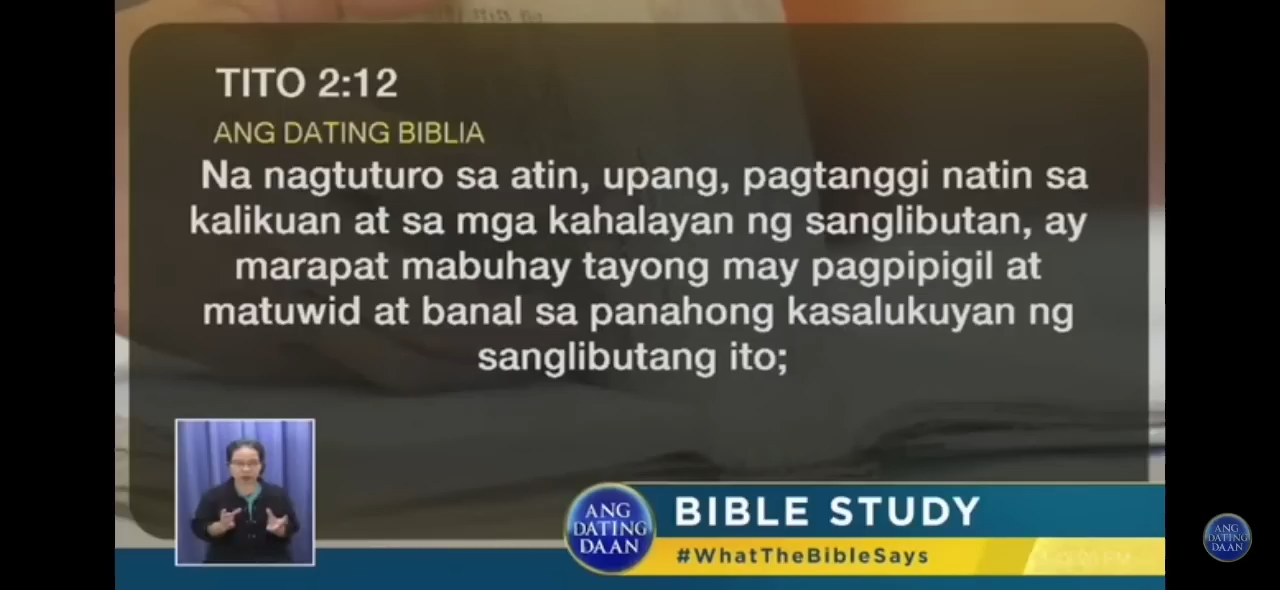 TITO 2:12
ANG DATING BIBLIA
Na nagtuturo sa atin, upang, pagtanggi natin sa
kalikuan at sa mga kahalayan ng sanglibutan, ay
marapat mabuhay tayong may pagpipigil at
matuwid at banal sa panahong kasalukuyan ng
sanglibutang ito;
ANG
DATING
DAAN
BIBLE STUDY
#WhatTheBibleSays
ANG
DATING
DAAN